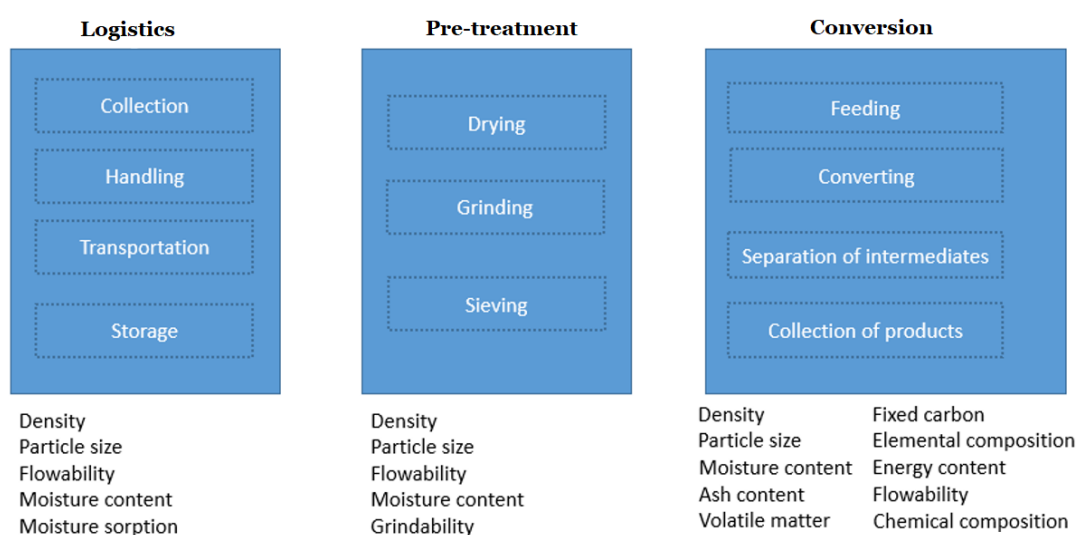 Logistics
Collection
Handling
Transportation
Storage
Density
Particle size
Flowability
Moisture content
Moisture sorption
Pre-treatment
Drying
Grinding
Sieving
Density
Particle size
Flowability
Moisture content
Grindability
Conversion
Feeding
Converting
Separation of intermediates
Collection of products
Density
Particle size
Moisture content
Ash content
Volatile matter
Fixed carbon
Elemental composition
Energy content
Flowability
Chemical composition